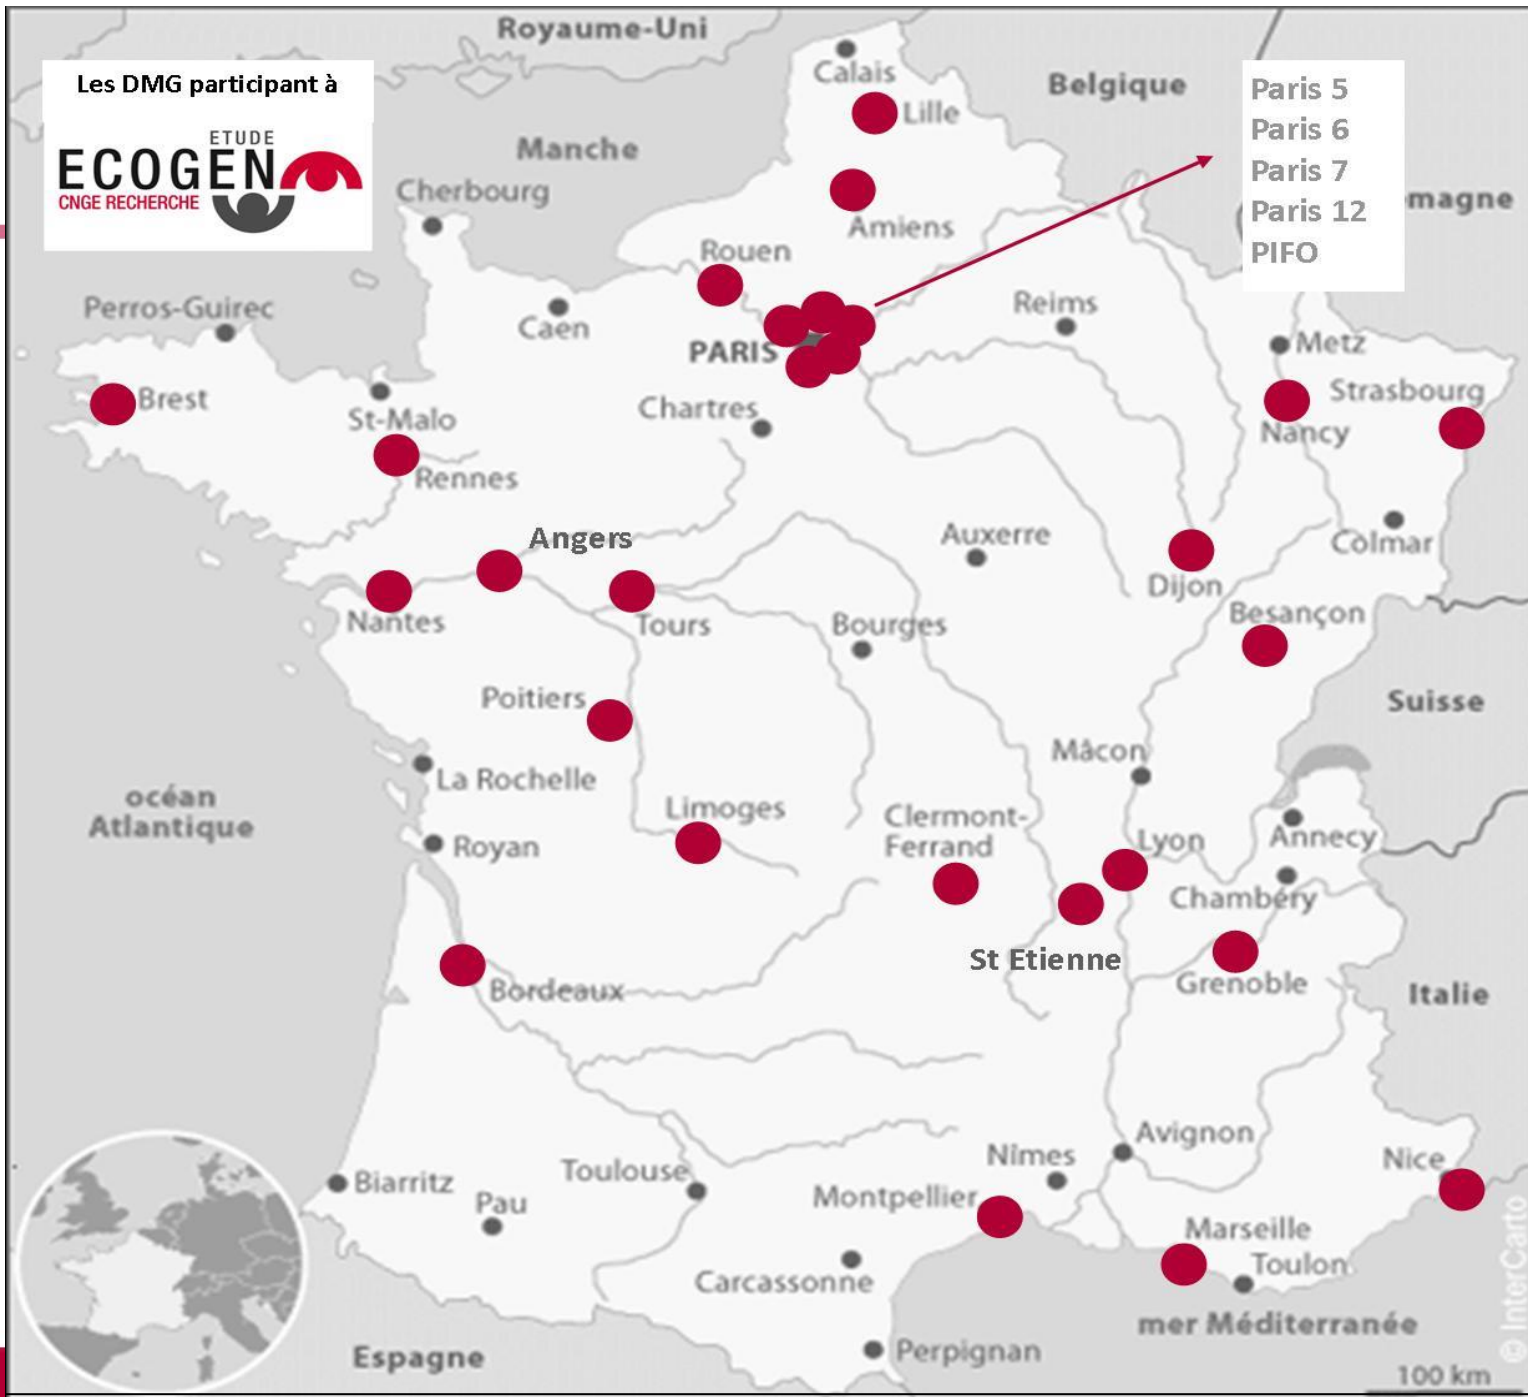 Royaume-Uni
Calais
Belgique
Les DMG participant à
ETUDE
ECOGEN
CNGE RECHERCHE
Paris 5
Paris 6
Paris 7
Paris 12
PIFO
Lille
Manche
Cherbourg
magne
Amiens
Rouen
Perros-Guirec
Caen
Reims
PARIS
Metz
Brest
St-Malo
Chartres
Strasbourg
Nancy
Rennes
Angers
Auxerre
Colmar
Dijon
Nantes
Tours
Bourges
Besançon
Poitiers
Suisse
La Rochelle
Mâcon
océan
Atlantique
Limoges
Clermont-
Ferrand
Royan
Lyon
Annecy
Chambéry
St Etienne
Bordeaux
Grenoble
Italie
Avignon
Biarritz
Toulouse
Nîmes
Nice
Pau
Montpellier
Marseille
Carcassonne
Toulon
mer Méditerranée
Espagne
Perpignan
100 km
© InterCarto